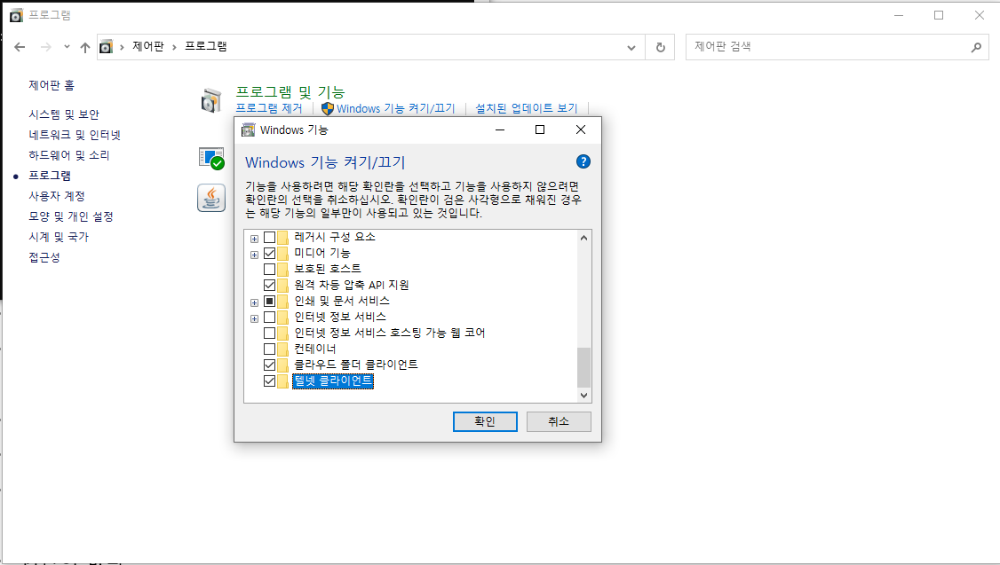 프로그램
제어판 › 프로그램
제어판 검색
제어판 홈
시스템 및 보안
네트워크 및 인터넷
하드웨어 및 소리
프로그램
사용자 계정
모양 및 개인 설정
시계 및 국가
접근성
프로그램 및 기능
프로그램 제거
Windows 기능 켜기/끄기
설치된 업데이트 보기
Windows 기능
Windows 기능 켜기/끄기
?
기능을 사용하려면 해당 확인란을 선택하고 기능을 사용하지 않으려면
확인란의 선택을 취소하십시오. 확인란이 검은 사각형으로 채워진 경우
는 해당 기능의 일부만이 사용되고 있는 것입니다.
레거시 구성 요소
미디어 기능
보호된 호스트
원격 차등 압축 API 지원
인쇄 및 문서 서비스
인터넷 정보 서비스
인터넷 정보 서비스 호스팅 가능 웹 코어
컨테이너
클라우드 폴더 클라이언트
텔넷 클라이언트
확인
취소